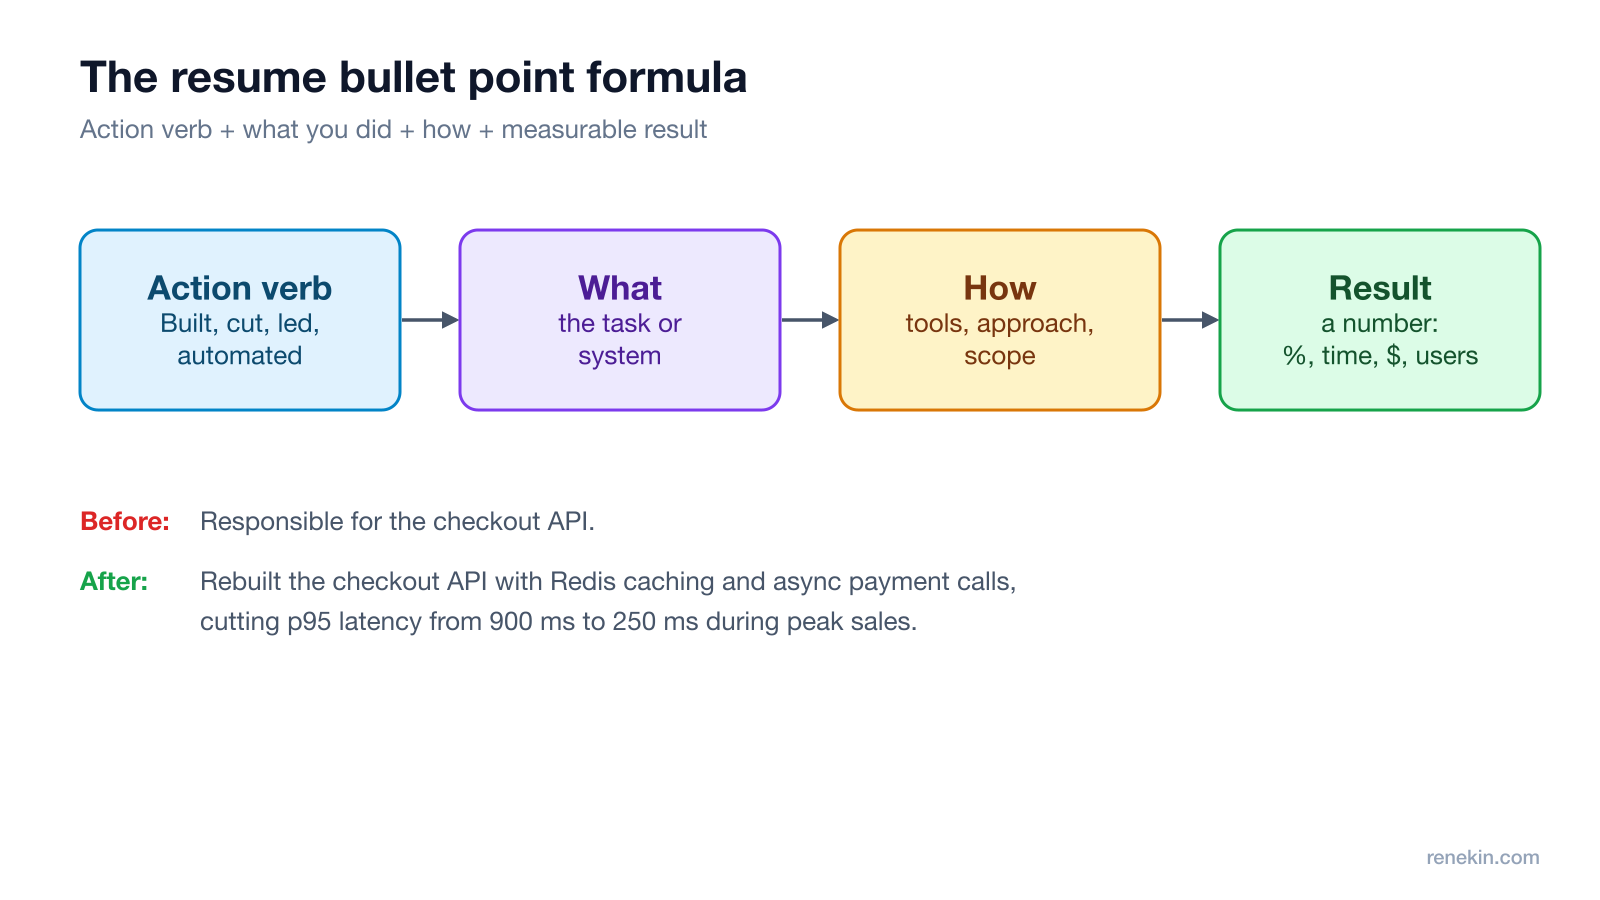 The resume bullet point formula
Action verb + what you did + how + measurable result
Action verb
Built, cut, led,
automated
What
the task or
system
How
tools, approach,
scope
Result
a number:
%, time, $, users
Before: Responsible for the checkout API.
After: Rebuilt the checkout API with Redis caching and async payment calls,
cutting p95 latency from 900 ms to 250 ms during peak sales.
renekin.com